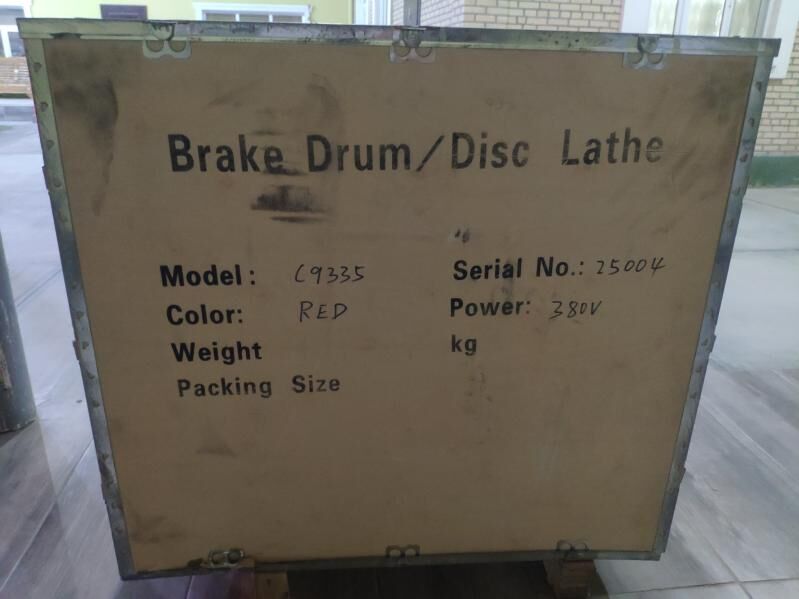 Brake Drum/Disc Lathe
Model: C9335 Serial No.: 25004
Color: RED Power: 380V
Weight kg
Packing Size